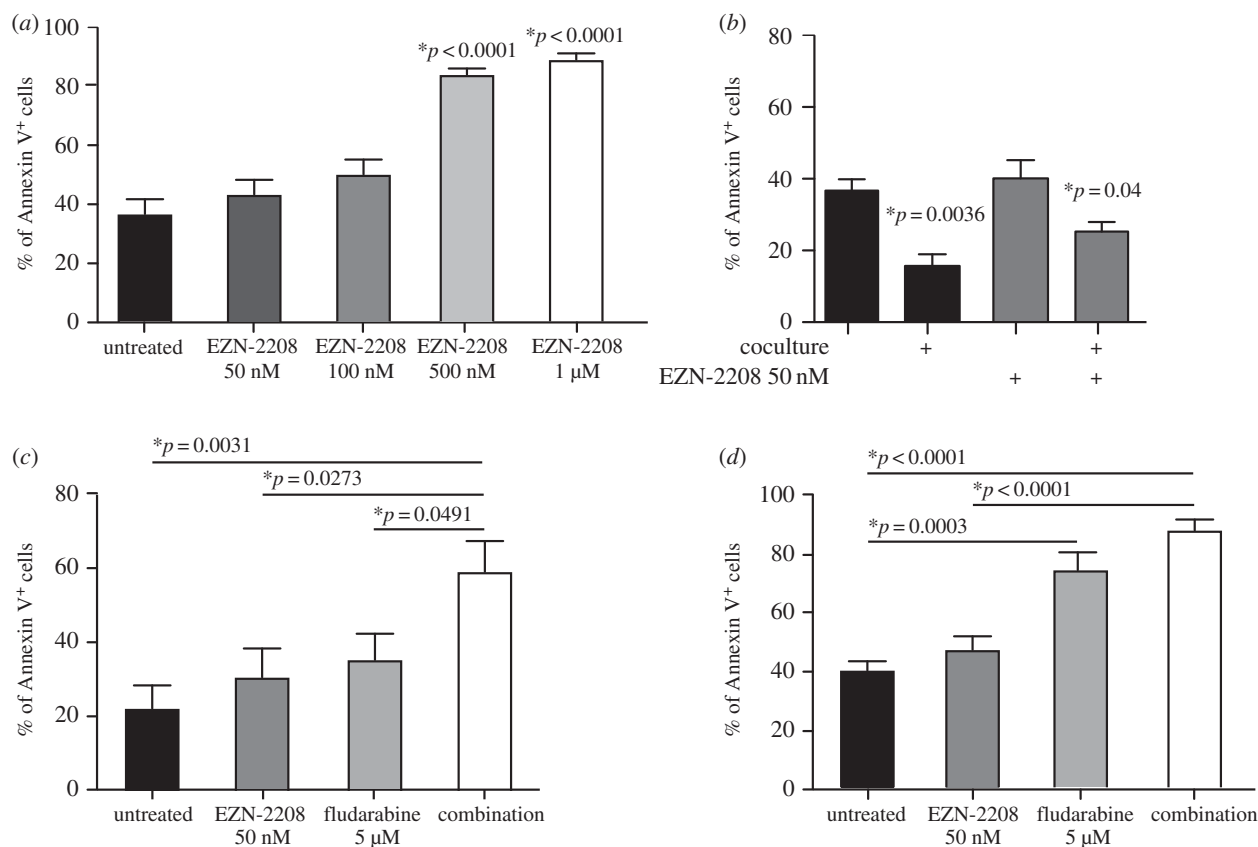 (a)
100
80
60
40
20
0
% of Annexin V+ cells
*p < 0.0001
*p < 0.0001
untreated
EZN-2208
50 nM
EZN-2208
100 nM
EZN-2208
500 nM
EZN-2208
1 µM
(b)
80
60
40
20
0
% of Annexin V+ cells
*p = 0.0036
*p = 0.04
coculture + +
EZN-2208 50 nM + +
(c)
*p = 0.0031
*p = 0.0273
*p = 0.0491
80
60
40
20
0
% of Annexin V+ cells
untreated
EZN-2208
50 nM
fludarabine
5 µM
combination
(d)
*p < 0.0001
*p < 0.0001
*p = 0.0003
100
80
60
40
20
0
% of Annexin V+ cells
untreated
EZN-2208
50 nM
fludarabine
5 µM
combination